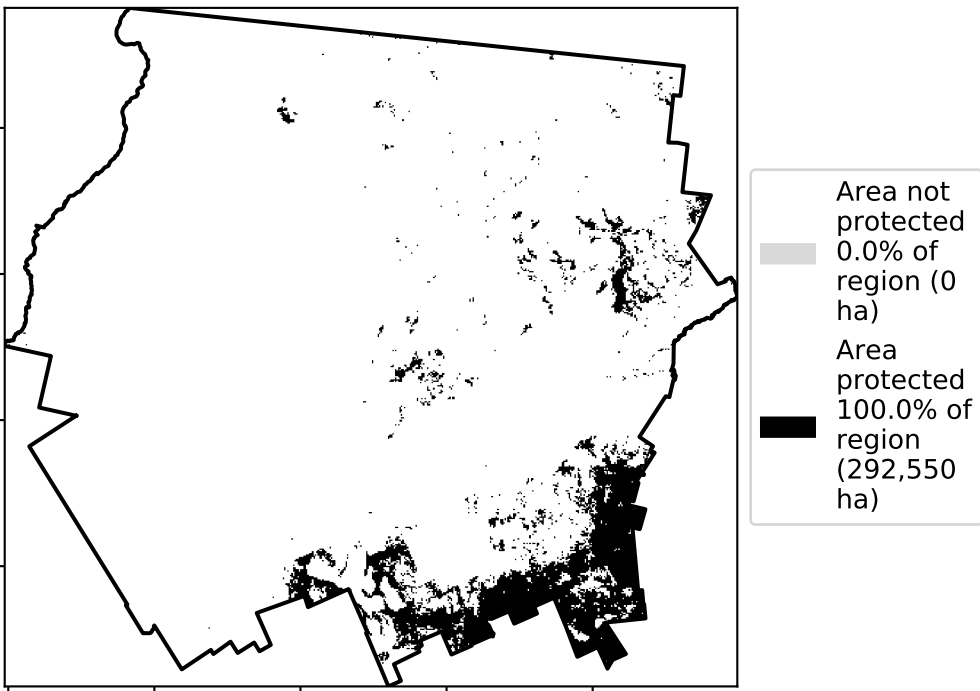 Area not
protected
0.0% of
region (0
ha)
Area
protected
100.0% of
region
(292,550
ha)